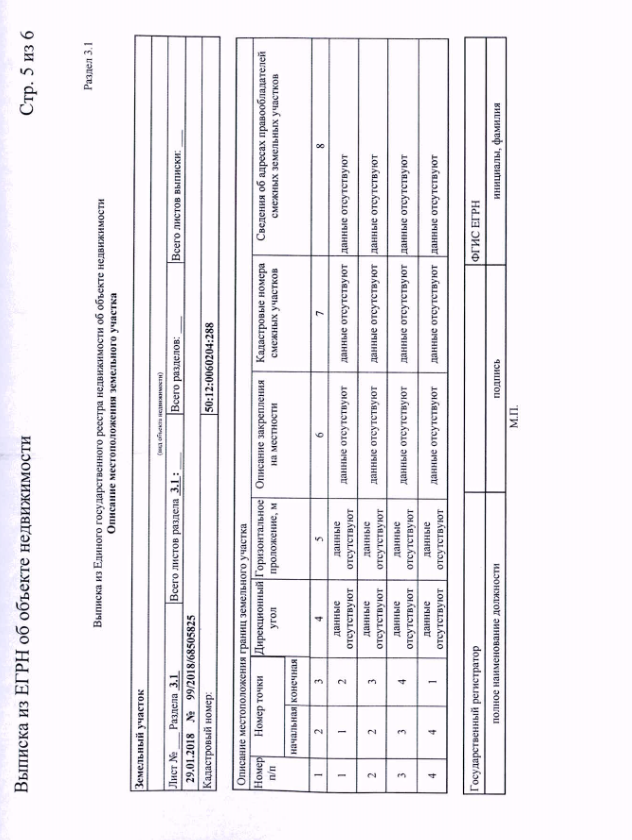 Выписка из ЕГРН об объекте недвижимости Стр. 5 из 6
Раздел 3.1
Выписка из Единого государственного реестра недвижимости об объекте недвижимости
Описание местоположения земельного участка
Земельный участок
(вид объекта недвижимости)
Лист № ___ Раздела 3.1 Всего листов раздела 3.1 : ___ Всего разделов: ___ Всего листов выписки: ___
29.01.2018 № 99/2018/68505825
Кадастровый номер: 50:12:0060204:288
Описание местоположения границ земельного участка
Номер п/п Номер точки Дирекционный угол Горизонтальное проложение, м Описание закрепления на местности Кадастровые номера смежных участков Сведения об адресах правообладателей смежных земельных участков
начальная конечная
1 2 3 4 5 6 7 8
1 1 2 данные отсутствуют данные отсутствуют данные отсутствуют данные отсутствуют данные отсутствуют
2 2 3 данные отсутствуют данные отсутствуют данные отсутствуют данные отсутствуют данные отсутствуют
3 3 4 данные отсутствуют данные отсутствуют данные отсутствуют данные отсутствуют данные отсутствуют
4 4 1 данные отсутствуют данные отсутствуют данные отсутствуют данные отсутствуют данные отсутствуют
Государственный регистратор ФГИС ЕГРН
полное наименование должности подпись инициалы, фамилия
М.П.